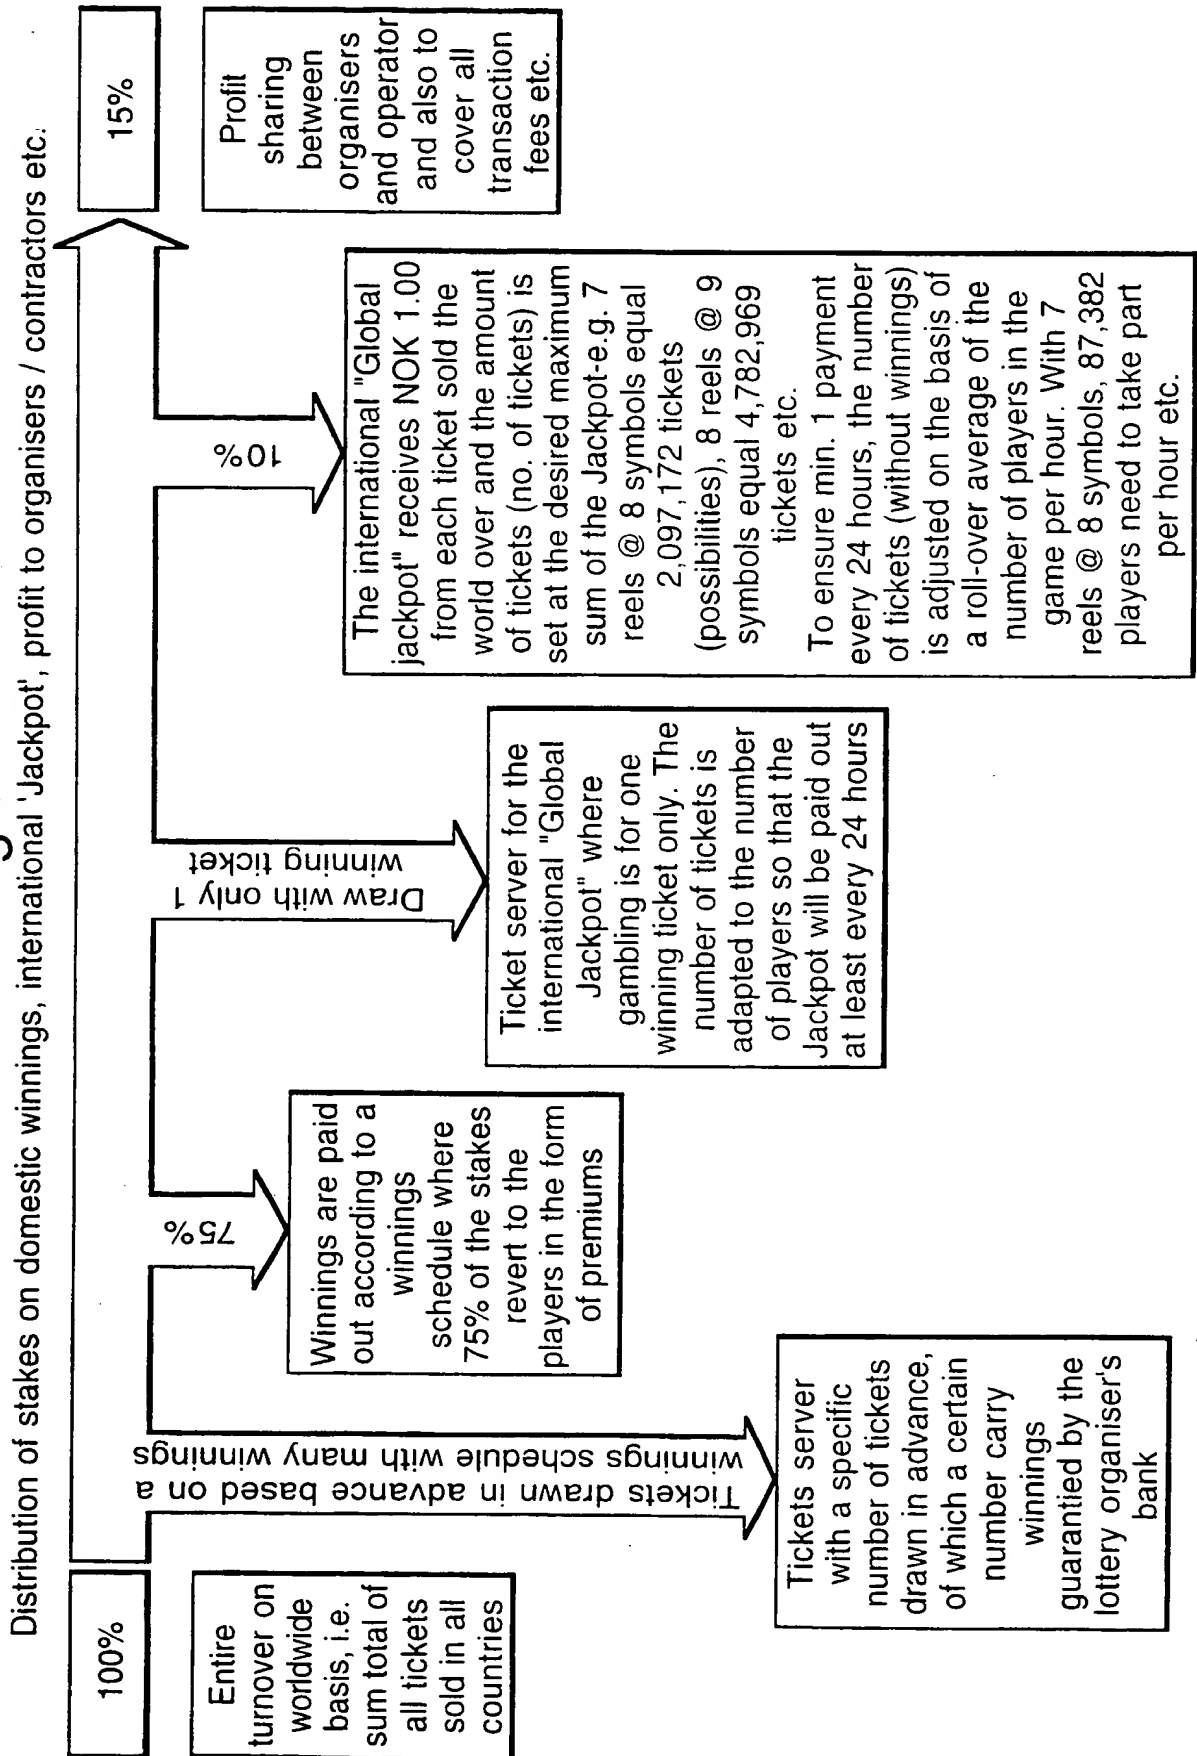 Distribution of stakes on domestic winnings, international 'Jackpot', profit to organisers / contractors etc.
100%
Entire
turnover on
worldwide
basis, i.e.
sum total of
all tickets
sold in all
countries
Tickets drawn in advance based on a
winnings schedule with many winnings
Tickets server
with a specific
number of tickets
drawn in advance,
of which a certain
number carry
winnings
guarantied by the
lottery organiser's
bank
75%
Winnings are paid
out according to a
winnings
schedule where
75% of the stakes
revert to the
players in the form
of premiums
Draw with only 1
winning ticket
Ticket server for the
international "Global
Jackpot" where
gambling is for one
winning ticket only. The
number of tickets is
adapted to the number
of players so that the
Jackpot will be paid out
at least every 24 hours
10%
The international "Global
jackpot" receives NOK 1.00
from each ticket sold the
world over and the amount
of tickets (no. of tickets) is
set at the desired maximum
sum of the Jackpot-e.g. 7
reels @ 8 symbols equal
2,097,172 tickets
(possibilities), 8 reels @ 9
symbols equal 4,782,969
tickets etc.
To ensure min. 1 payment
every 24 hours, the number
of tickets (without winnings)
is adjusted on the basis of
a roll-over average of the
number of players in the
game per hour. With 7
reels @ 8 symbols, 87,382
players need to take part
per hour etc.
15%
Profit
sharing
between
organisers
and operator
and also to
cover all
transaction
fees etc.